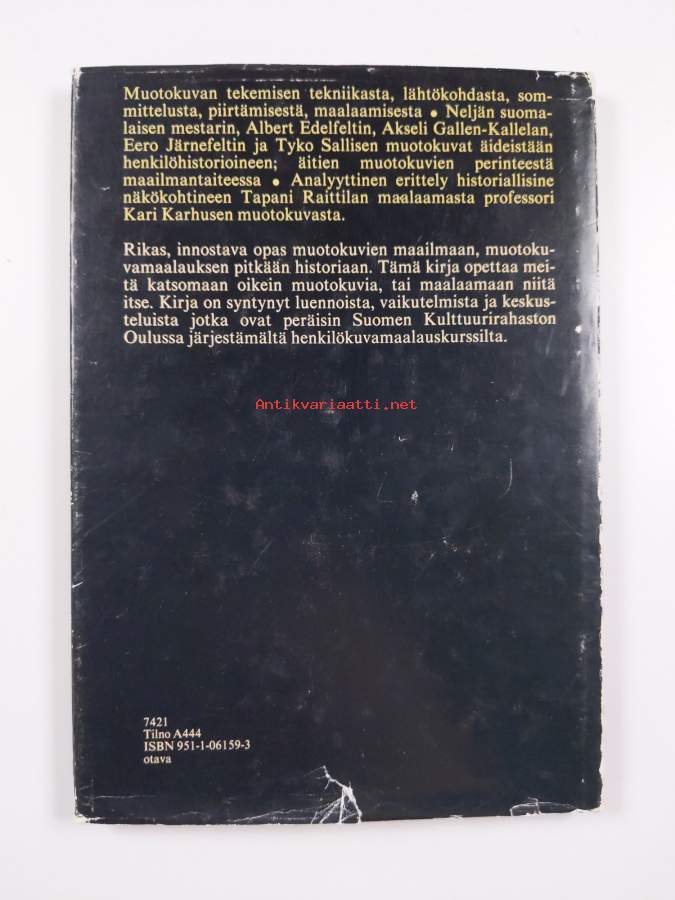 Muotokuvan tekemisen tekniikasta, lähtökohdasta, som-
mittelusta, piirtämisestä, maalaamisesta • Neljän suoma-
laisen mestarin, Albert Edelfeltin, Akseli Gallen-Kallelan,
Eero Järnefeltin ja Tyko Sallisen muotokuvat äideistään
henkilöhistorioineen; äitien muotokuvien perinteestä
maailmantaiteessa • Analyyttinen erittely historiallisine
näkökohtineen Tapani Raittilan maalaamasta professori
Kari Karhusen muotokuvasta.
Rikas, innostava opas muotokuvien maailmaan, muotoku-
vamaalauksen pitkään historiaan. Tämä kirja opettaa mei-
tä katsomaan oikein muotokuvia, tai maalaamaan niitä
itse. Kirja on syntynyt luennoista, vaikutelmista ja keskus-
teluista jotka ovat peräisin Suomen Kulttuurirahaston
Oulussa järjestämältä henkilökuvamaalauskurssilta.
Antikvariaatti.net
7421
Tilno A444
ISBN 951-1-06159-3
otava